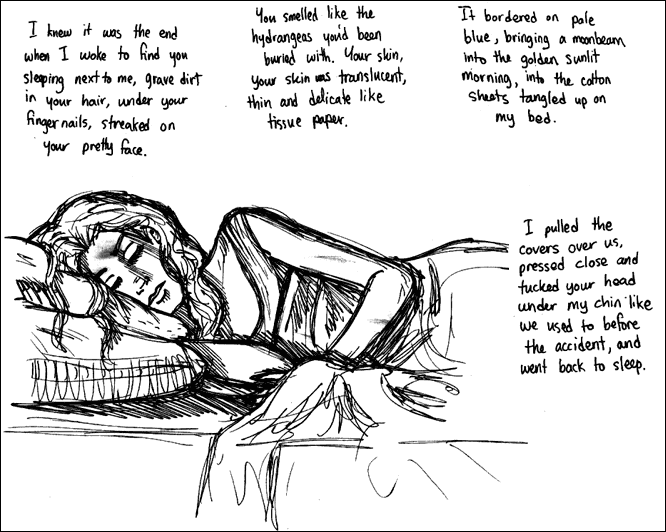 I knew it was the end
when I woke to find you
sleeping next to me, grave dirt
in your hair, under your
fingernails, streaked on
your pretty face.
You smelled like the
hydrangeas you'd been
buried with. Your skin,
your skin was translucent,
thin and delicate like
tissue paper.
It bordered on pale
blue, bringing a moonbeam
into the golden sunlit
morning, into the cotton
sheets tangled up on
my bed.
I pulled the
covers over us,
pressed close and
tucked your head
under my chin like
we used to before
the accident, and
went back to sleep.